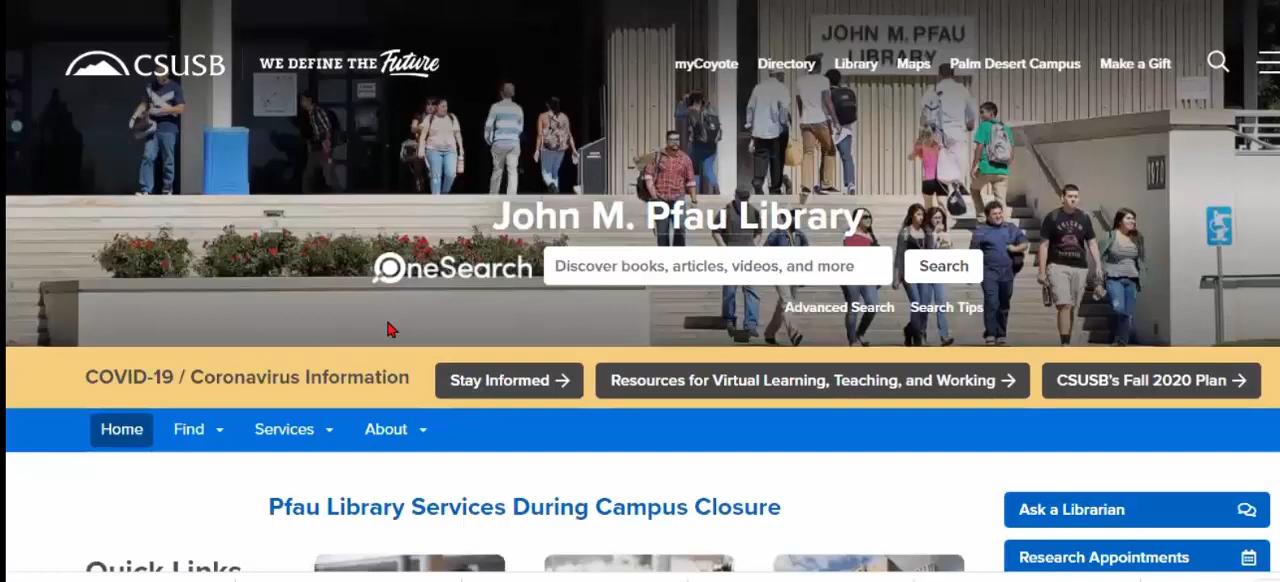 JOHN M. PFAU
LIBRARY
CSUSB WE DEFINE THE Future
myCoyote Directory Library Maps Palm Desert Campus Make a Gift
John M. Pfau Library
OneSearch Discover books, articles, videos, and more Search
Advanced Search Search Tips
COVID-19 / Coronavirus Information Stay Informed → Resources for Virtual Learning, Teaching, and Working → CSUSB's Fall 2020 Plan →
Home Find Services About
Pfau Library Services During Campus Closure
Ask a Librarian
Quick Links
Research Appointments